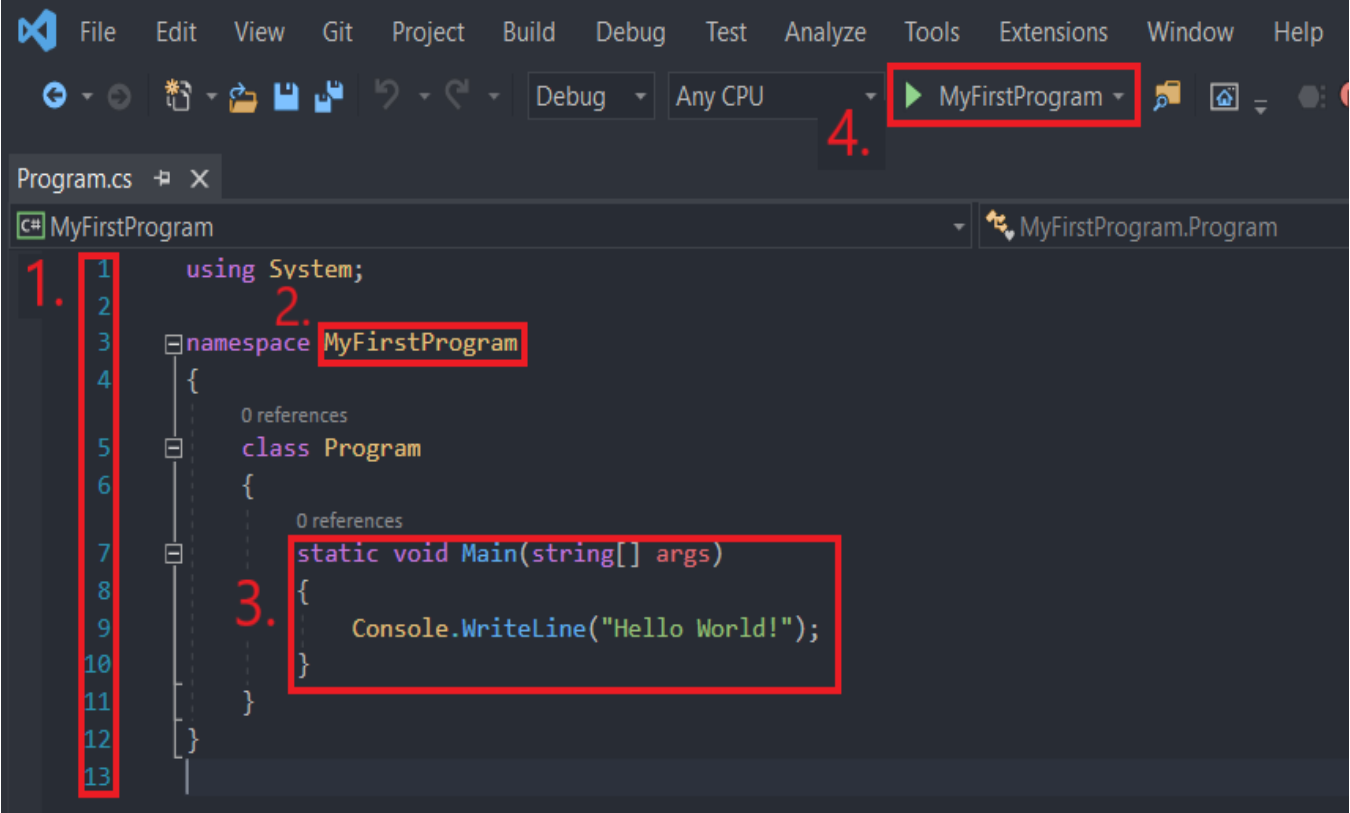 File Edit View Git Project Build Debug Test Analyze Tools Extensions Window Help
Debug Any CPU MyFirstProgram
4.
Program.cs
C# MyFirstProgram MyFirstProgram.Program
1.
1 using System;
2
2.
3 namespace MyFirstProgram
4 {
0 references
5 class Program
6 {
0 references
7 static void Main(string[] args)
8 {
3.
9 Console.WriteLine("Hello World!");
10 }
11 }
12 }
13